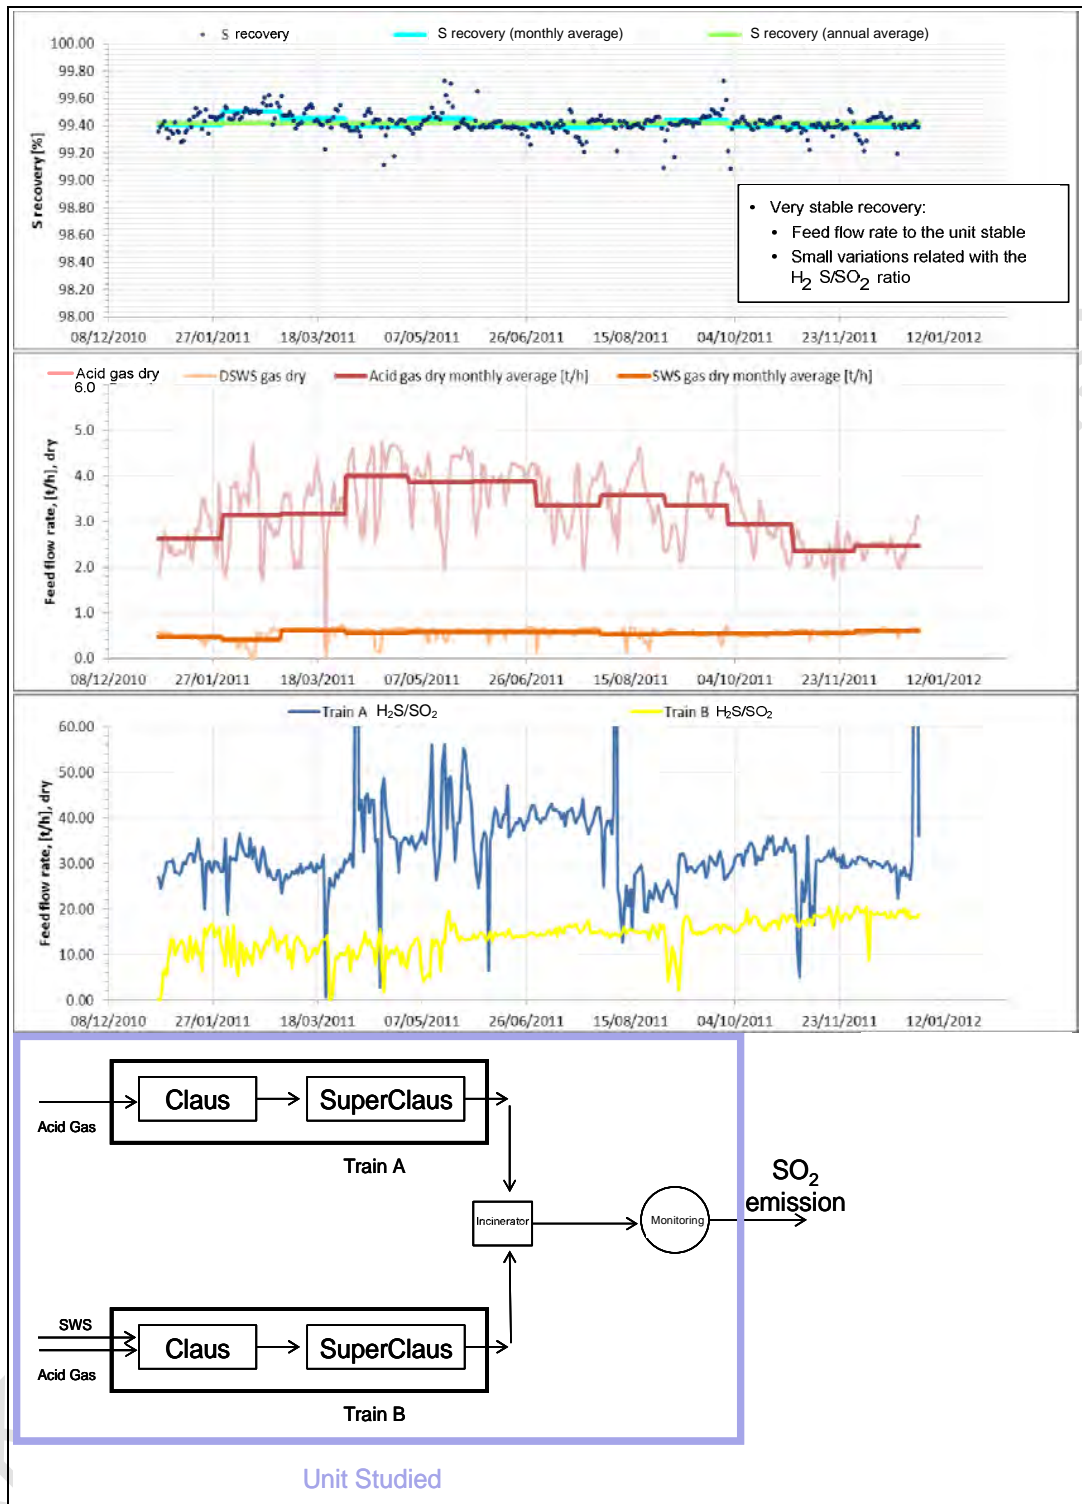 S recovery S recovery (monthly average) S recovery (annual average)
100.00
99.80
99.60
99.40
99.20
99.00
98.80
98.60
98.40
98.20
98.00
S recovery [%]
• Very stable recovery:
• Feed flow rate to the unit stable
• Small variations related with the
H2 S/SO2 ratio
08/12/2010 27/01/2011 18/03/2011 07/05/2011 26/06/2011 15/08/2011 04/10/2011 23/11/2011 12/01/2012
Acid gas dry DSWS gas dry Acid gas dry monthly average [t/h] SWS gas dry monthly average [t/h]
6.0
5.0
4.0
3.0
2.0
1.0
0.0
Feed flow rate, [t/h], dry
08/12/2010 27/01/2011 18/03/2011 07/05/2011 26/06/2011 15/08/2011 04/10/2011 23/11/2011 12/01/2012
Train A H₂S/SO₂ Train B H₂S/SO₂
60.00
50.00
40.00
30.00
20.00
10.00
0.00
Feed flow rate, [t/h], dry
08/12/2010 27/01/2011 18/03/2011 07/05/2011 26/06/2011 15/08/2011 04/10/2011 23/11/2011 12/01/2012
Claus SuperClaus
Acid Gas
Train A
SO₂
emission
Incinerator Monitoring
SWS
Claus SuperClaus
Acid Gas
Train B
Unit Studied